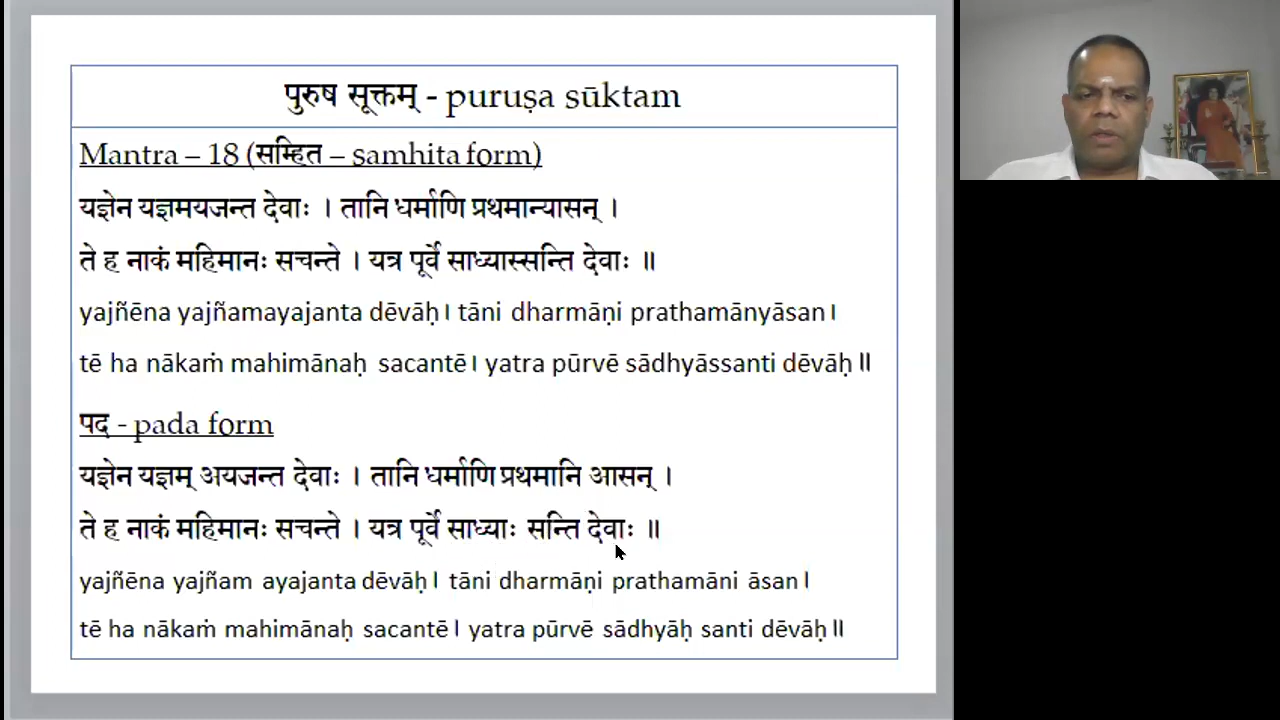 पुरुष सूक्तम् - puruṣa sūktam
Mantra – 18 (सम्हित – samhita form)
यज्ञेन यज्ञमयजन्त देवाः । तानि धर्माणि प्रथमान्यासन् ।
ते ह नाकं महिमानः सचन्ते । यत्र पूर्वे साध्यास्सन्ति देवाः ॥
yajñēna yajñamayajanta dēvāḥ। tāni dharmāṇi prathamānyāsan।
tē ha nākaṁ mahimānaḥ sacantē। yatra pūrvē sādhyāssanti dēvāḥ॥
पद - pada form
यज्ञेन यज्ञम् अयजन्त देवाः । तानि धर्माणि प्रथमानि आसन् ।
ते ह नाकं महिमानः सचन्ते । यत्र पूर्वे साध्याः सन्ति देवाः ॥
yajñēna yajñam ayajanta dēvāḥ। tāni dharmāṇi prathamāni āsan।
tē ha nākaṁ mahimānaḥ sacantē। yatra pūrvē sādhyāḥ santi dēvāḥ॥